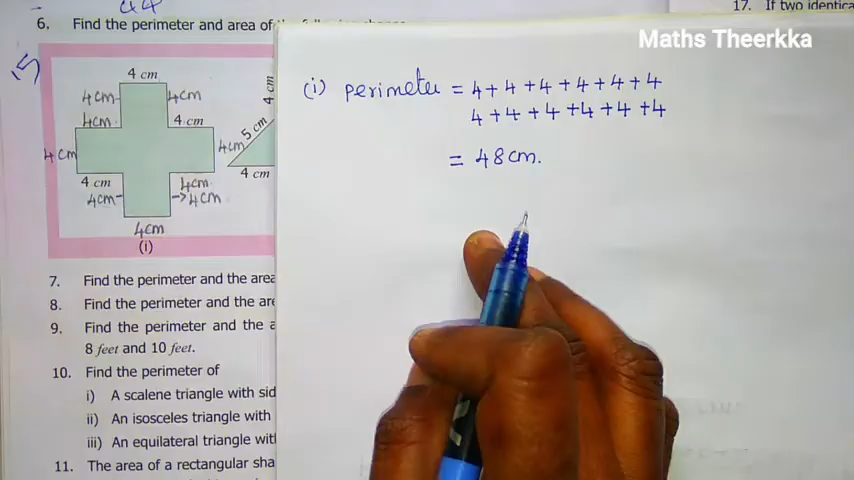 44
17. If two identica
6. Find the perimeter and area of
Maths Theerkka
15
4 cm
4cm
4cm
4cm
4 cm
4cm
4 cm
4cm
4cm
4cm
→4cm
4cm
(i)
4 cm
5 cm
4cm
4 cm
(i) perimeter = 4+4+4+4+4+4
4+4+4+4+4+4
= 48cm.
7. Find the perimeter and the area
8. Find the perimeter and the are
9. Find the perimeter and the a
8 feet and 10 feet.
10. Find the perimeter of
i) A scalene triangle with sid
ii) An isosceles triangle with
iii) An equilateral triangle wit
11. The area of a rectangular sha